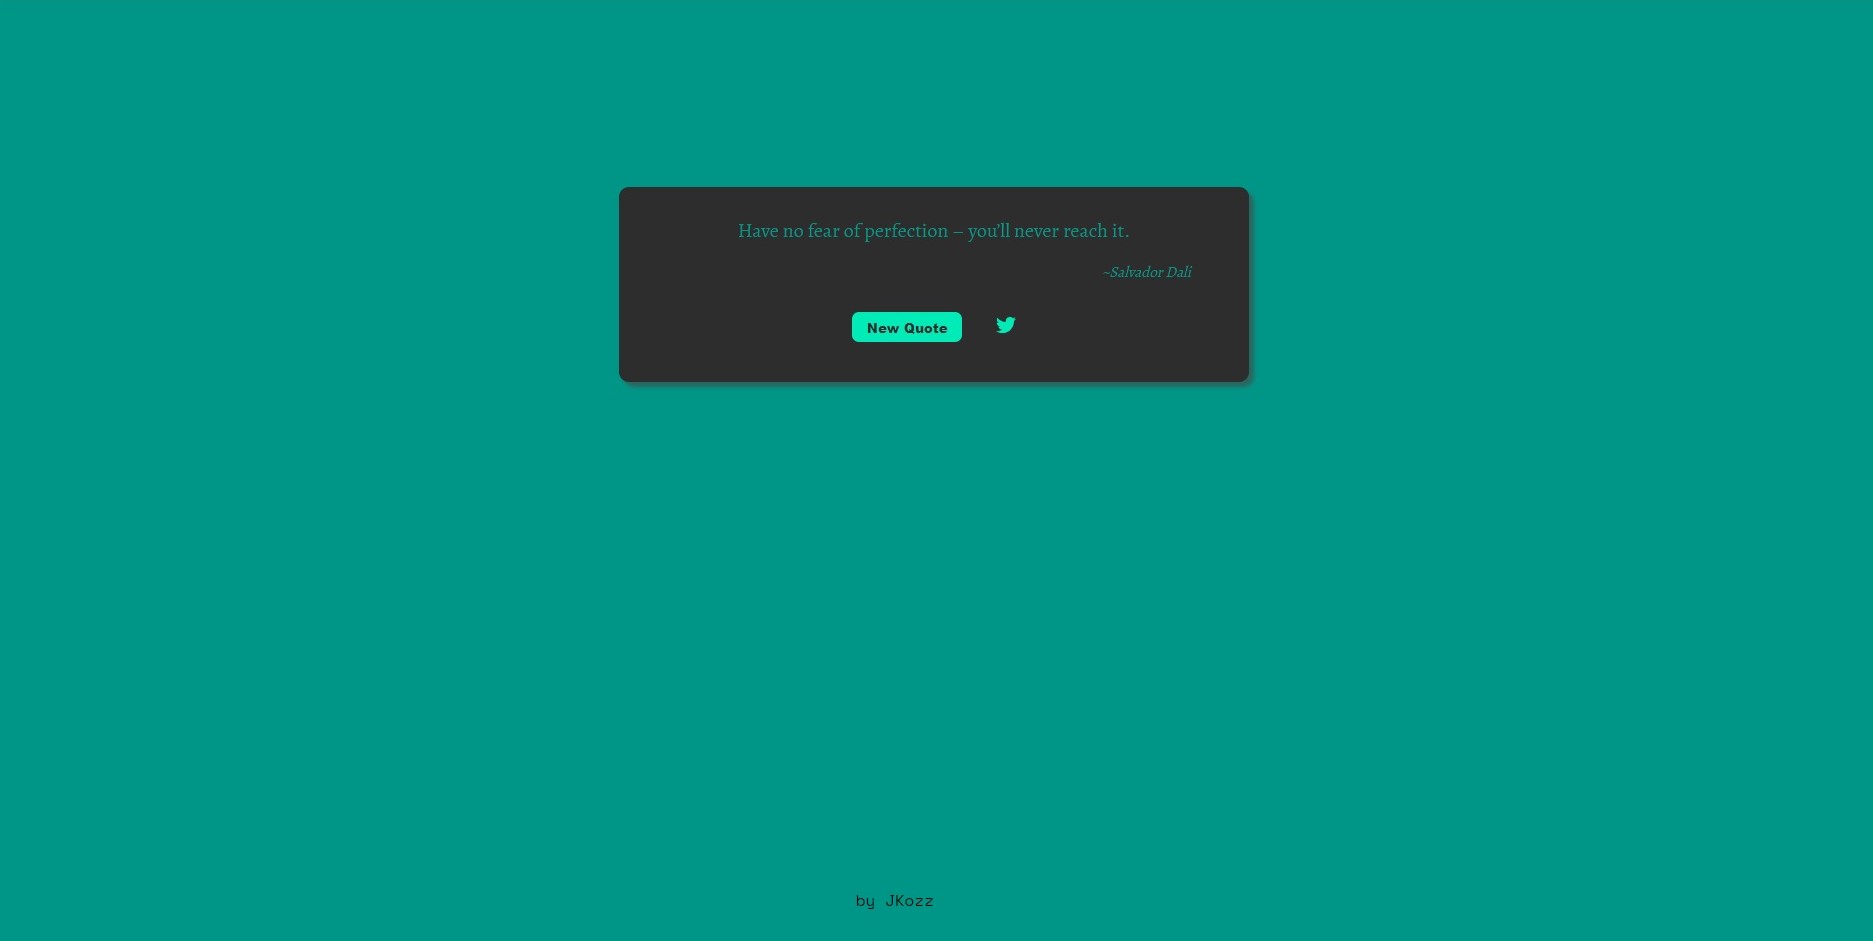 Have no fear of perfection – you’ll never reach it.
~Salvador Dali
New Quote
by JKozz